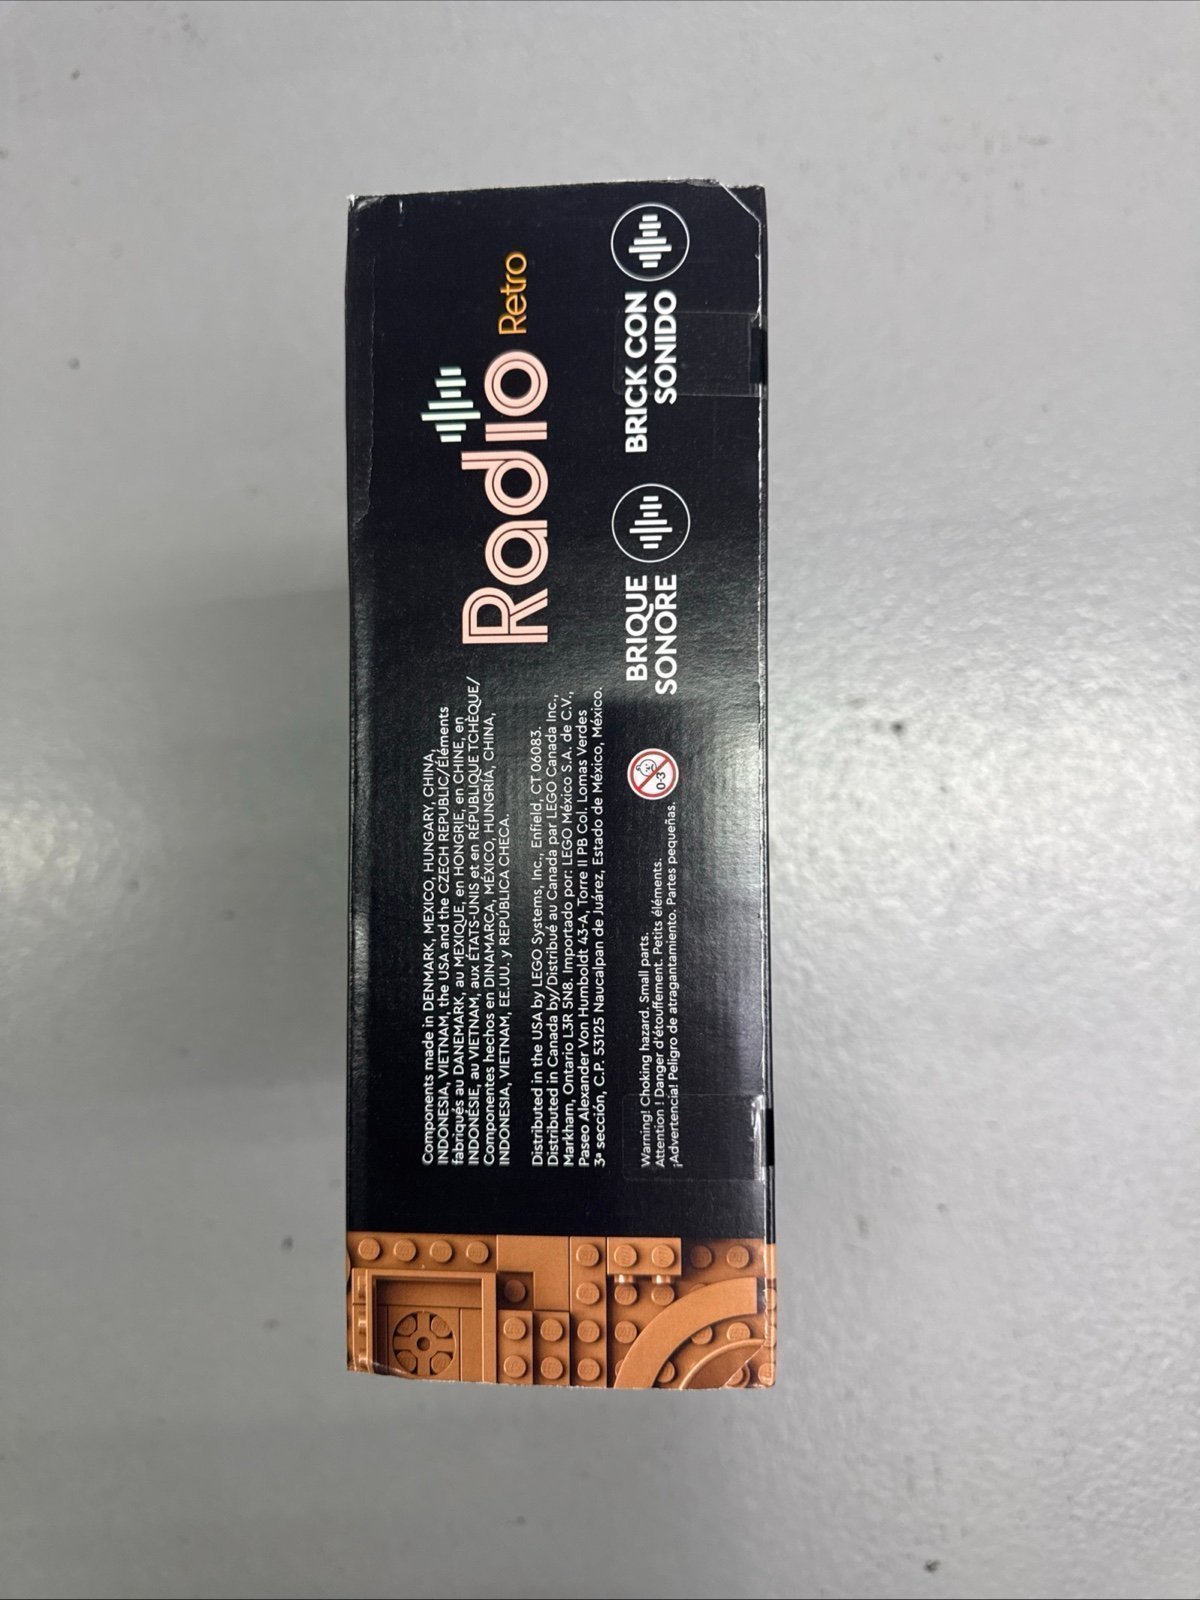 Components made in DENMARK, MEXICO, HUNGARY, CHINA,
INDONESIA, VIETNAM, the USA and the CZECH REPUBLIC/Éléments
fabriqués au DANEMARK, au MEXIQUE, en HONGRIE, en CHINE, en
INDONÉSIE, au VIETNAM, aux ÉTATS-UNIS et en RÉPUBLIQUE TCHÈQUE/
Componentes hechos en DINAMARCA, MÉXICO, HUNGRÍA, CHINA,
INDONESIA, VIETNAM, EE.UU. y REPÚBLICA CHECA.
Distributed in the USA by LEGO Systems, Inc., Enfield, CT 06083.
Distributed in Canada by/Distribué au Canada par LEGO Canada Inc.,
Markham, Ontario L3R 5N8. Importado por: LEGO México S.A. de C.V.,
Paseo Alexander Von Humboldt 43-A, Torre II PB Col. Lomas Verdes
3ª sección, C.P. 53125 Naucalpan de Juárez, Estado de México, México.
Warning! Choking hazard. Small parts.
Attention ! Danger d'étouffement. Petits éléments.
¡Advertencia! Peligro de atragantamiento. Partes pequeñas.
0-3
Radio Retro
BRIQUE
SONORE
BRICK CON
SONIDO